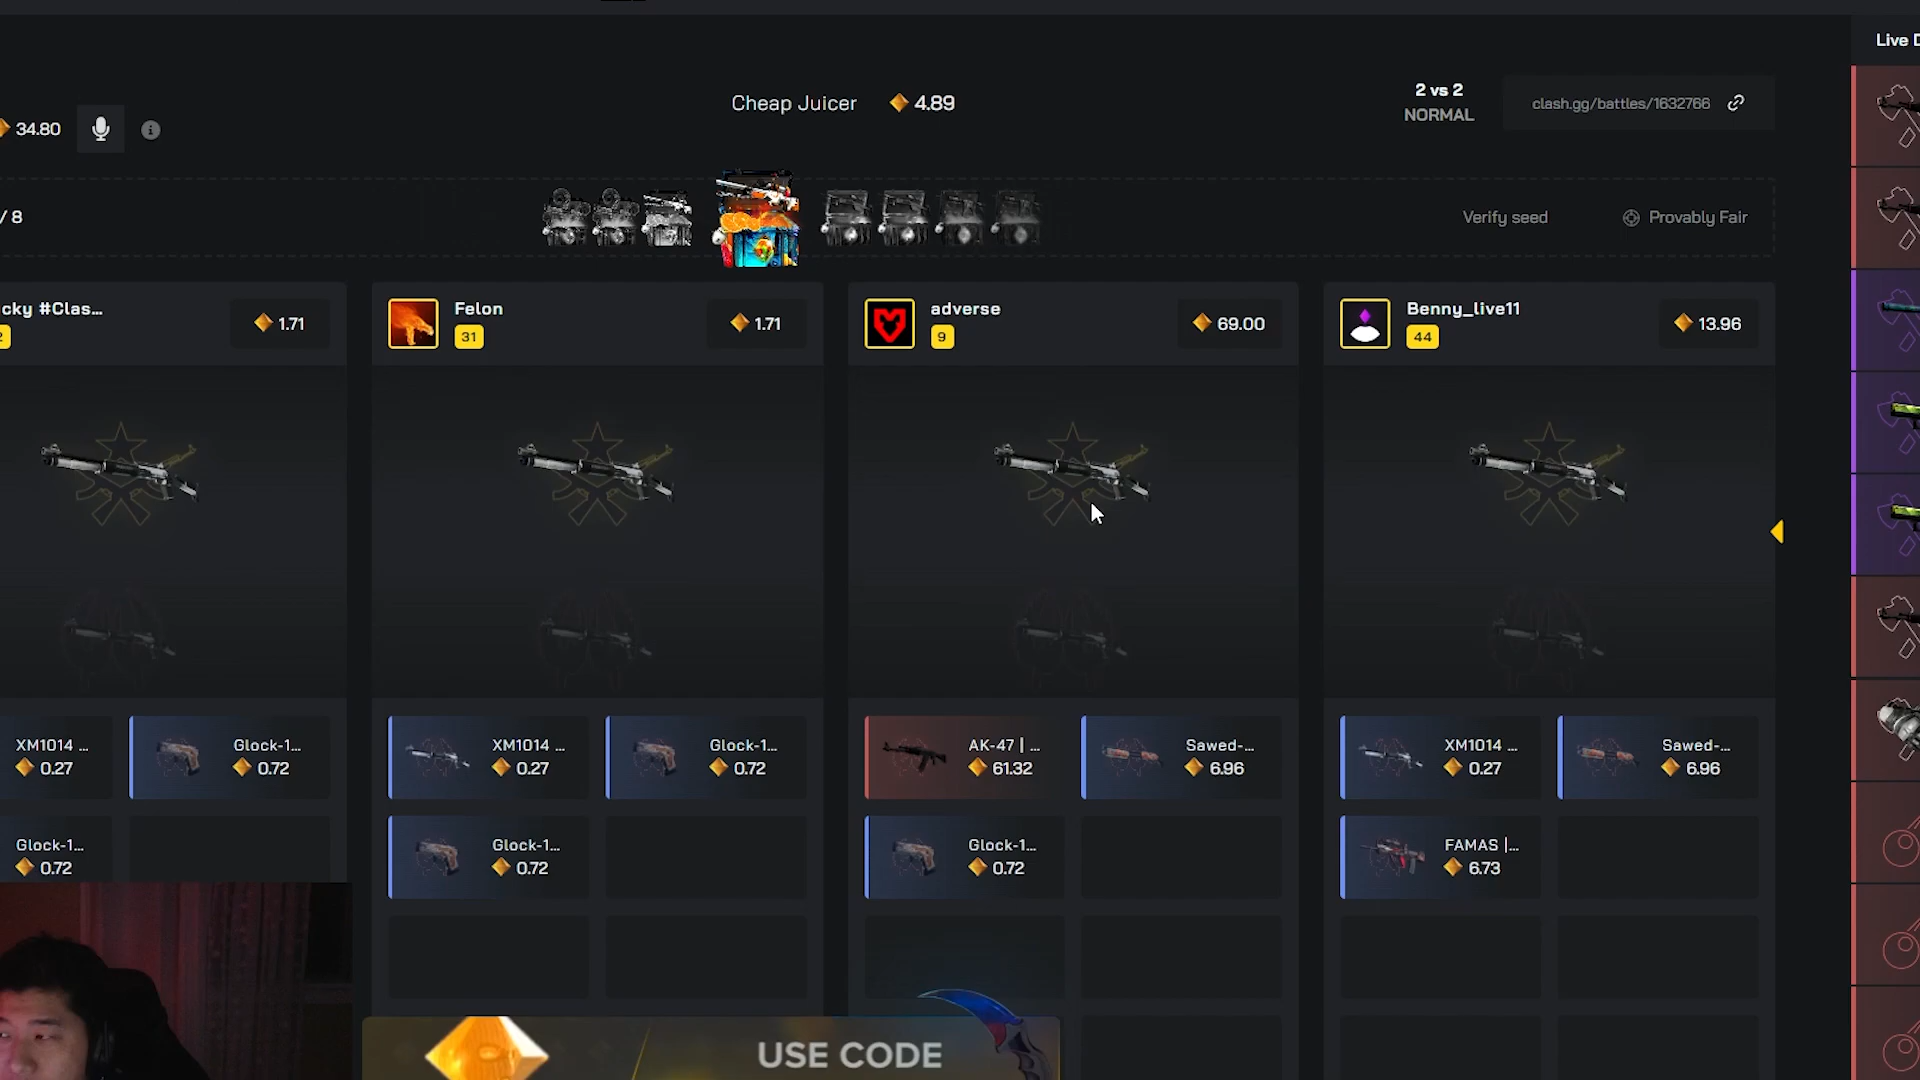 Live D
Cheap Juicer 4.89
2 vs 2
NORMAL
clash.gg/battles/1632766
34.80
/ 8
Verify seed
Provably Fair
cky #Clas...
1.71
Felon
31
1.71
adverse
9
69.00
Benny_live11
44
13.96
XM1014 ...
0.27
Glock-1...
0.72
XM1014 ...
0.27
Glock-1...
0.72
AK-47 | ...
61.32
Sawed-...
6.96
XM1014 ...
0.27
Sawed-...
6.96
Glock-1...
0.72
Glock-1...
0.72
Glock-1...
0.72
FAMAS |...
6.73
USE CODE